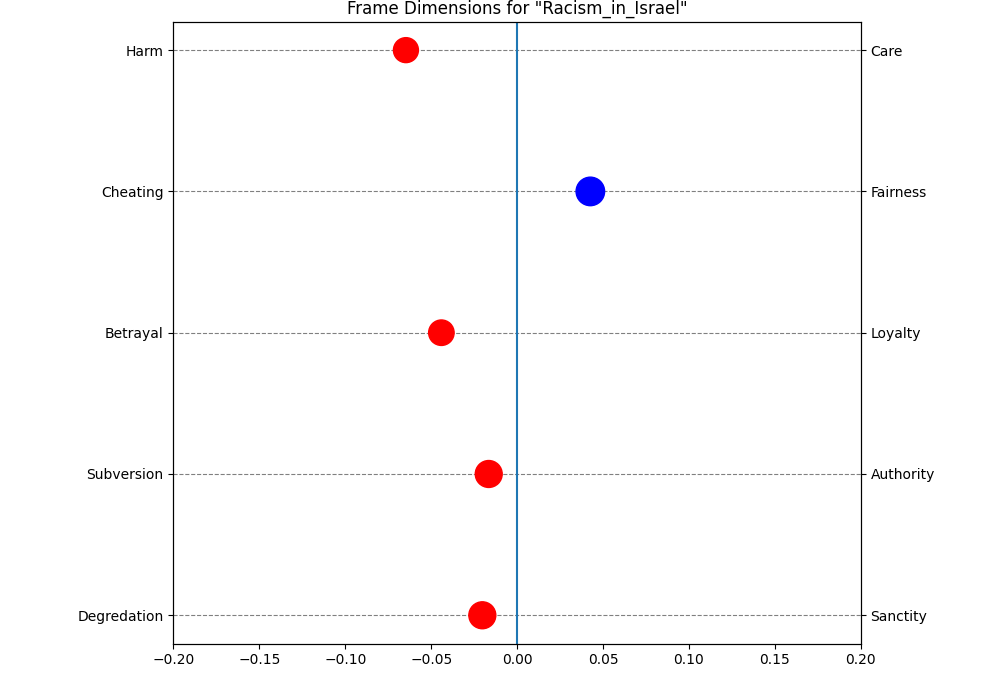 Frame Dimensions for "Racism_in_Israel"
Harm Care
Cheating Fairness
Betrayal Loyalty
Subversion Authority
Degredation Sanctity
−0.20 −0.15 −0.10 −0.05 0.00 0.05 0.10 0.15 0.20